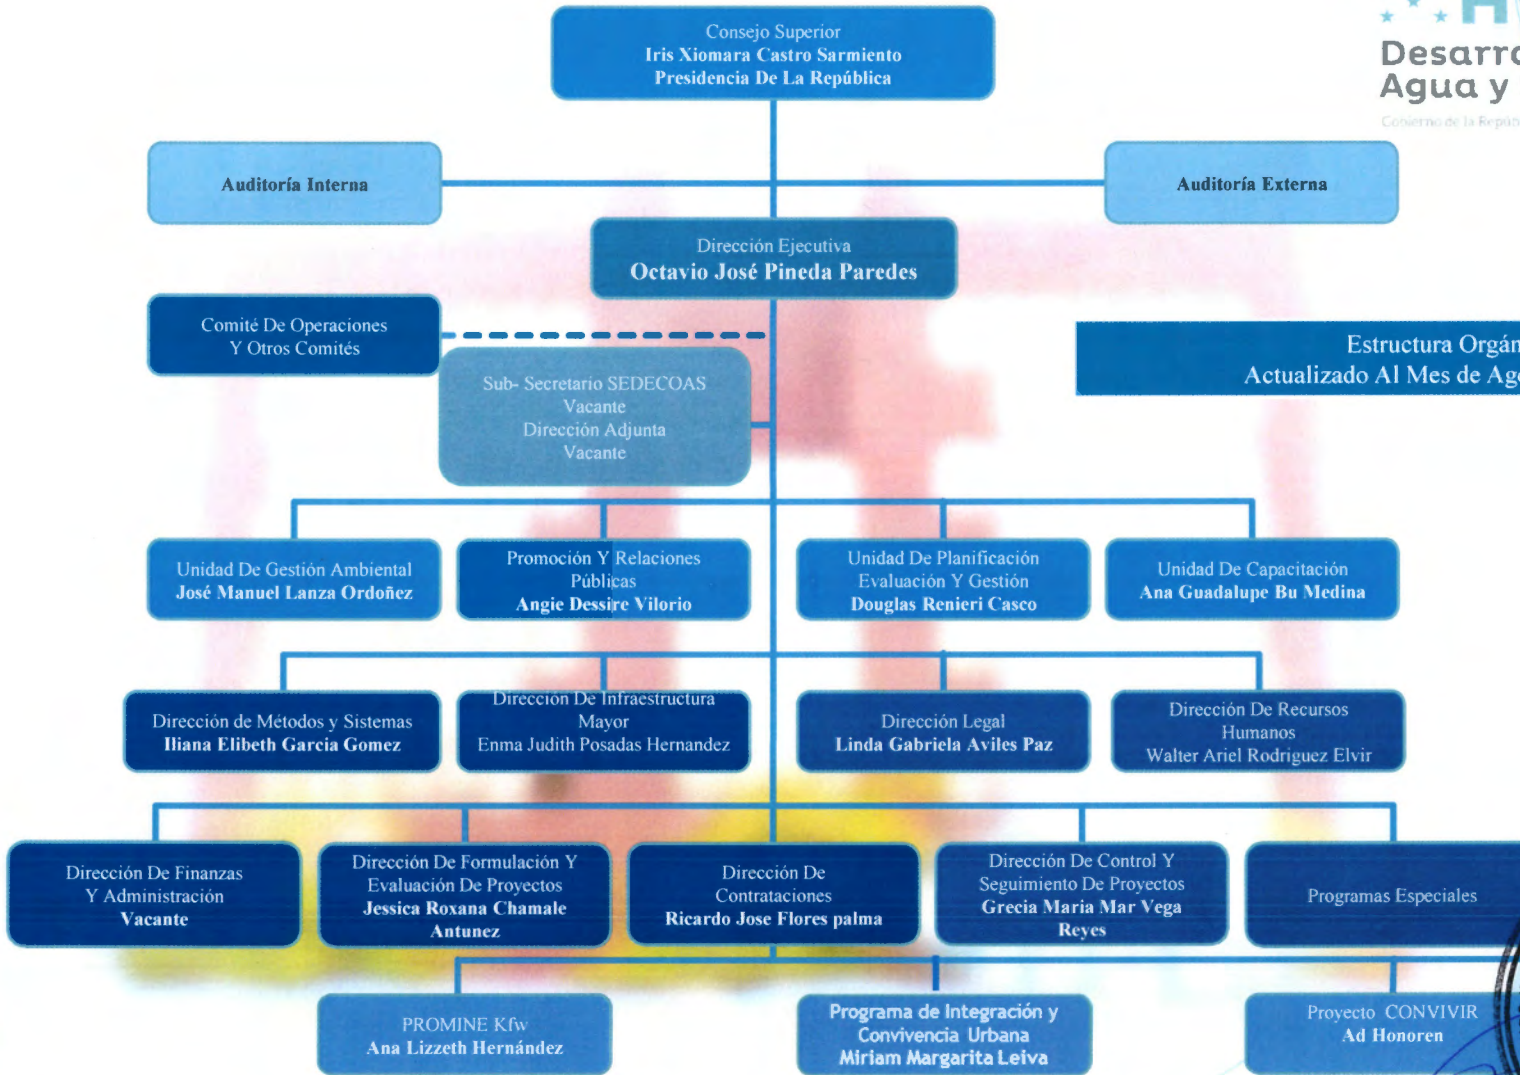 Consejo Superior
Iris Xiomara Castro Sarmiento
Presidencia De La República
Agua y
Gobierno de la
Auditoría Interna
Auditoría Externa
Dirección Ejecutiva
Octavio José Pineda Paredes
Comité De Operaciones
Y Otros Comités
Estructura
Actualizado Al Mes de
Sub- Secretario SEDECOAS
Vacante
Dirección Adjunta
Vacante
Unidad De Gestión Ambiental
José Manuel Lanza Ordoñez
Promoción Y Relaciones
Públicas
Angie Dessire Vilorio
Unidad De Planificación
Evaluación Y Gestión
Douglas Renieri Casco
Unidad De Capacitación
Ana Guadalupe Bu Medina
Dirección de Métodos y Sistemas
Iliana Elibeth Garcia Gomez
Dirección De Infraestructura
Mayor
Enma Judith Posadas Hernandez
Dirección Legal
Linda Gabriela Aviles Paz
Dirección De Recursos
Humanos
Walter Ariel Rodriguez Elvir
Dirección De Finanzas
Y Administración
Vacante
Dirección De Formulación Y
Evaluación De Proyectos
Jessica Roxana Chamale
Antunez
Dirección De
Contrataciones
Ricardo Jose Flores palma
Dirección De Control Y
Seguimiento De Proyectos
Grecia Maria Mar Vega
Reyes
Programas Especiales
PROMINE Kfw
Ana Lizzeth Hernández
Programa de Integración y
Convivencia Urbana
Miriam Margarita Leiva
Proyecto CONVIVIR
Ad Honoren